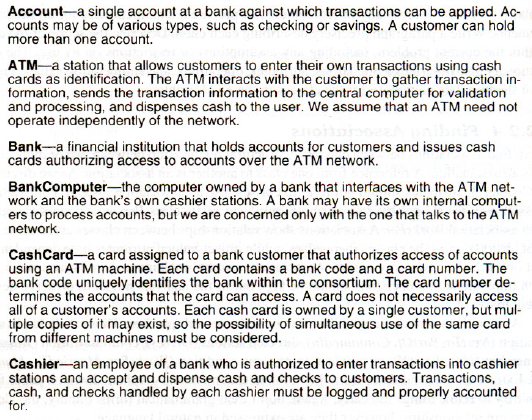 Account—a single account at a bank against which transactions can be applied. Ac-
counts may be of various types, such as checking or savings. A customer can hold
more than one account.
ATM—a station that allows customers to enter their own transactions using cash
cards as identification. The ATM interacts with the customer to gather transaction in-
formation, sends the transaction information to the central computer for validation
and processing, and dispenses cash to the user. We assume that an ATM need not
operate independently of the network.
Bank—a financial institution that holds accounts for customers and issues cash
cards authorizing access to accounts over the ATM network.
BankComputer—the computer owned by a bank that interfaces with the ATM net-
work and the bank's own cashier stations. A bank may have its own internal comput-
ers to process accounts, but we are concerned only with the one that talks to the ATM
network.
CashCard—a card assigned to a bank customer that authorizes access of accounts
using an ATM machine. Each card contains a bank code and a card number. The
bank code uniquely identifies the bank within the consortium. The card number de-
termines the accounts that the card can access. A card does not necessarily access
all of a customer's accounts. Each cash card is owned by a single customer, but mul-
tiple copies of it may exist, so the possibility of simultaneous use of the same card
from different machines must be considered.
Cashier—an employee of a bank who is authorized to enter transactions into cashier
stations and accept and dispense cash and checks to customers. Transactions,
cash, and checks handled by each cashier must be logged and properly accounted
for.